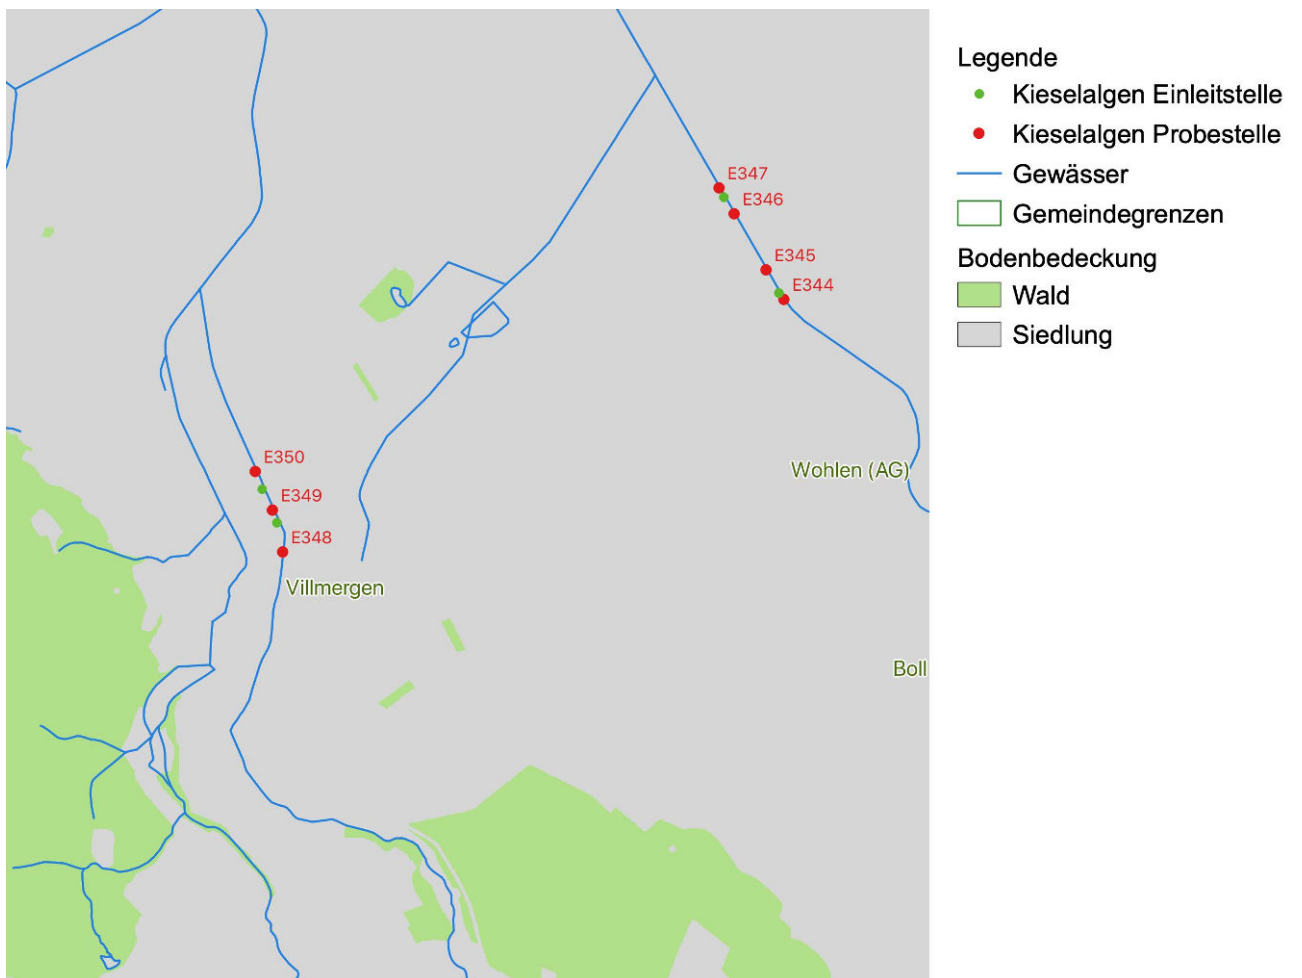 Legende
Kieselalgen Einleitstelle
Kieselalgen Probestelle
Gewässer
Gemeindegrenzen
Bodenbedeckung
Wald
Siedlung
E347
E346
E345
E344
Wohlen (AG)
E350
E349
E348
Villmergen
Boll